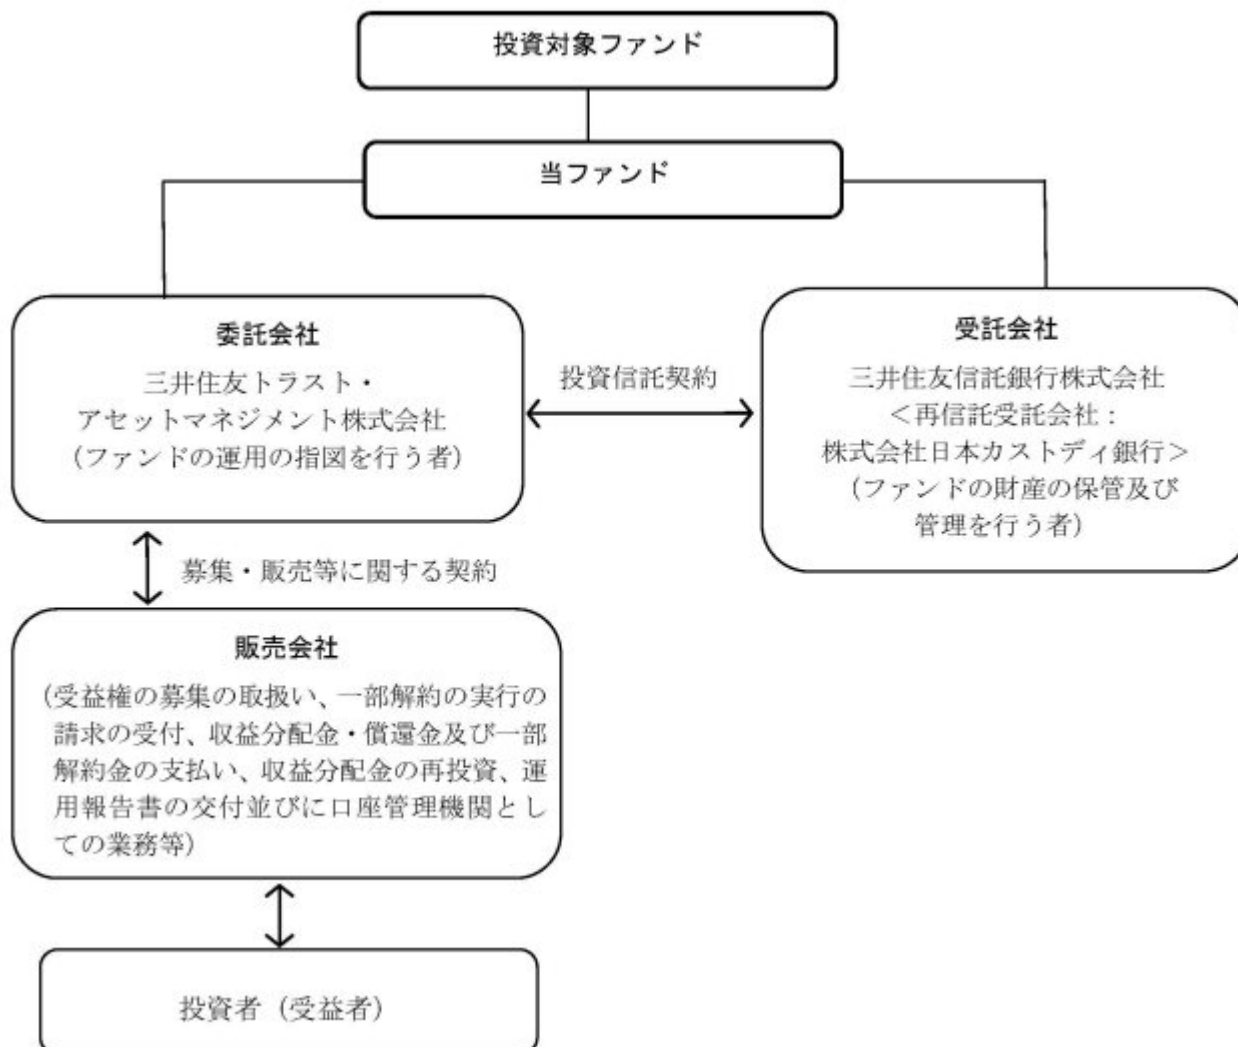 投資対象ファンド
当ファンド
委託会社
三井住友トラスト・
アセットマネジメント株式会社
（ファンドの運用の指図を行う者）
投資信託契約
受託会社
三井住友信託銀行株式会社
＜再信託受託会社：
株式会社日本カストディ銀行＞
（ファンドの財産の保管及び
管理を行う者）
募集・販売等に関する契約
販売会社
（受益権の募集の取扱い、一部解約の実行の
請求の受付、収益分配金・償還金及び一部
解約金の支払い、収益分配金の再投資、運
用報告書の交付並びに口座管理機関とし
ての業務等）
投資者（受益者）